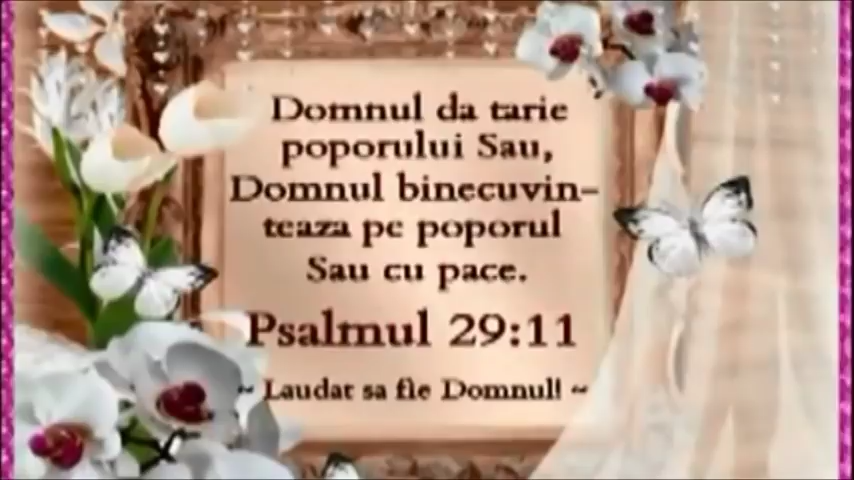 Domnul da tarie
poporului Sau,
Domnul binecuvin-
teaza pe poporul
Sau cu pace.
Psalmul 29:11
~ Laudat sa fie Domnul! ~